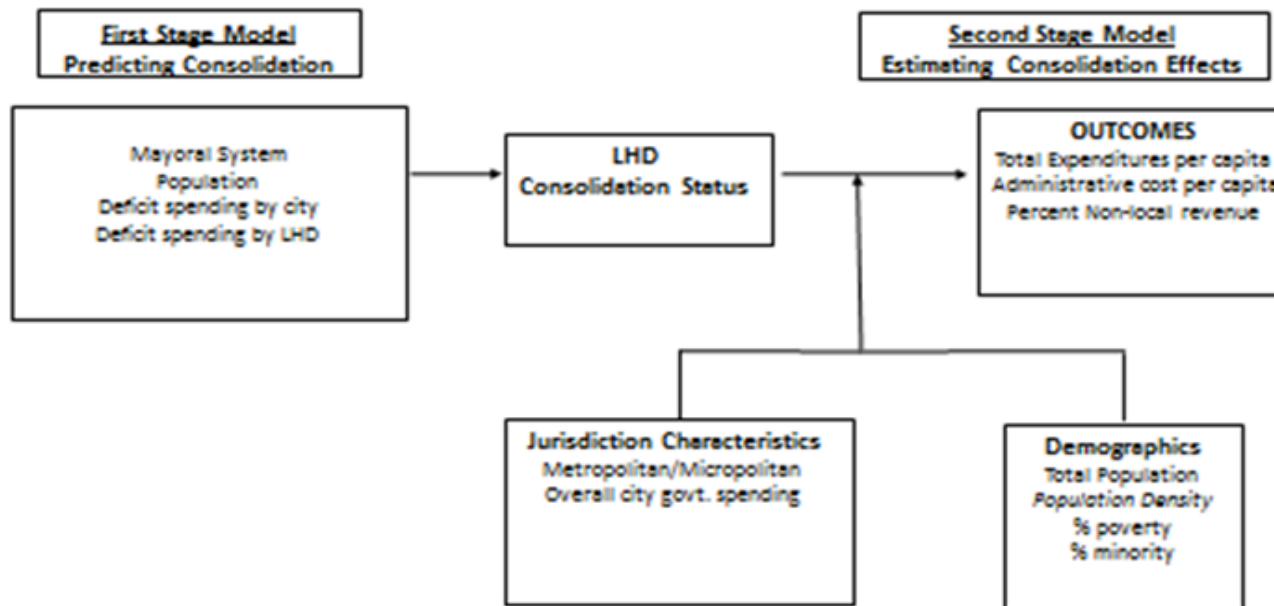 First Stage Model
Predicting Consolidation
Second Stage Model
Estimating Consolidation Effects
Mayoral System
Population
Deficit spending by city
Deficit spending by LHD
LHD
Consolidation Status
OUTCOMES
Total Expenditures per capita
Administrative cost per capita
Percent Non-local revenue
Jurisdiction Characteristics
Metropolitan/Micropolitan
Overall city govt. spending
Demographics
Total Population
Population Density
% poverty
% minority